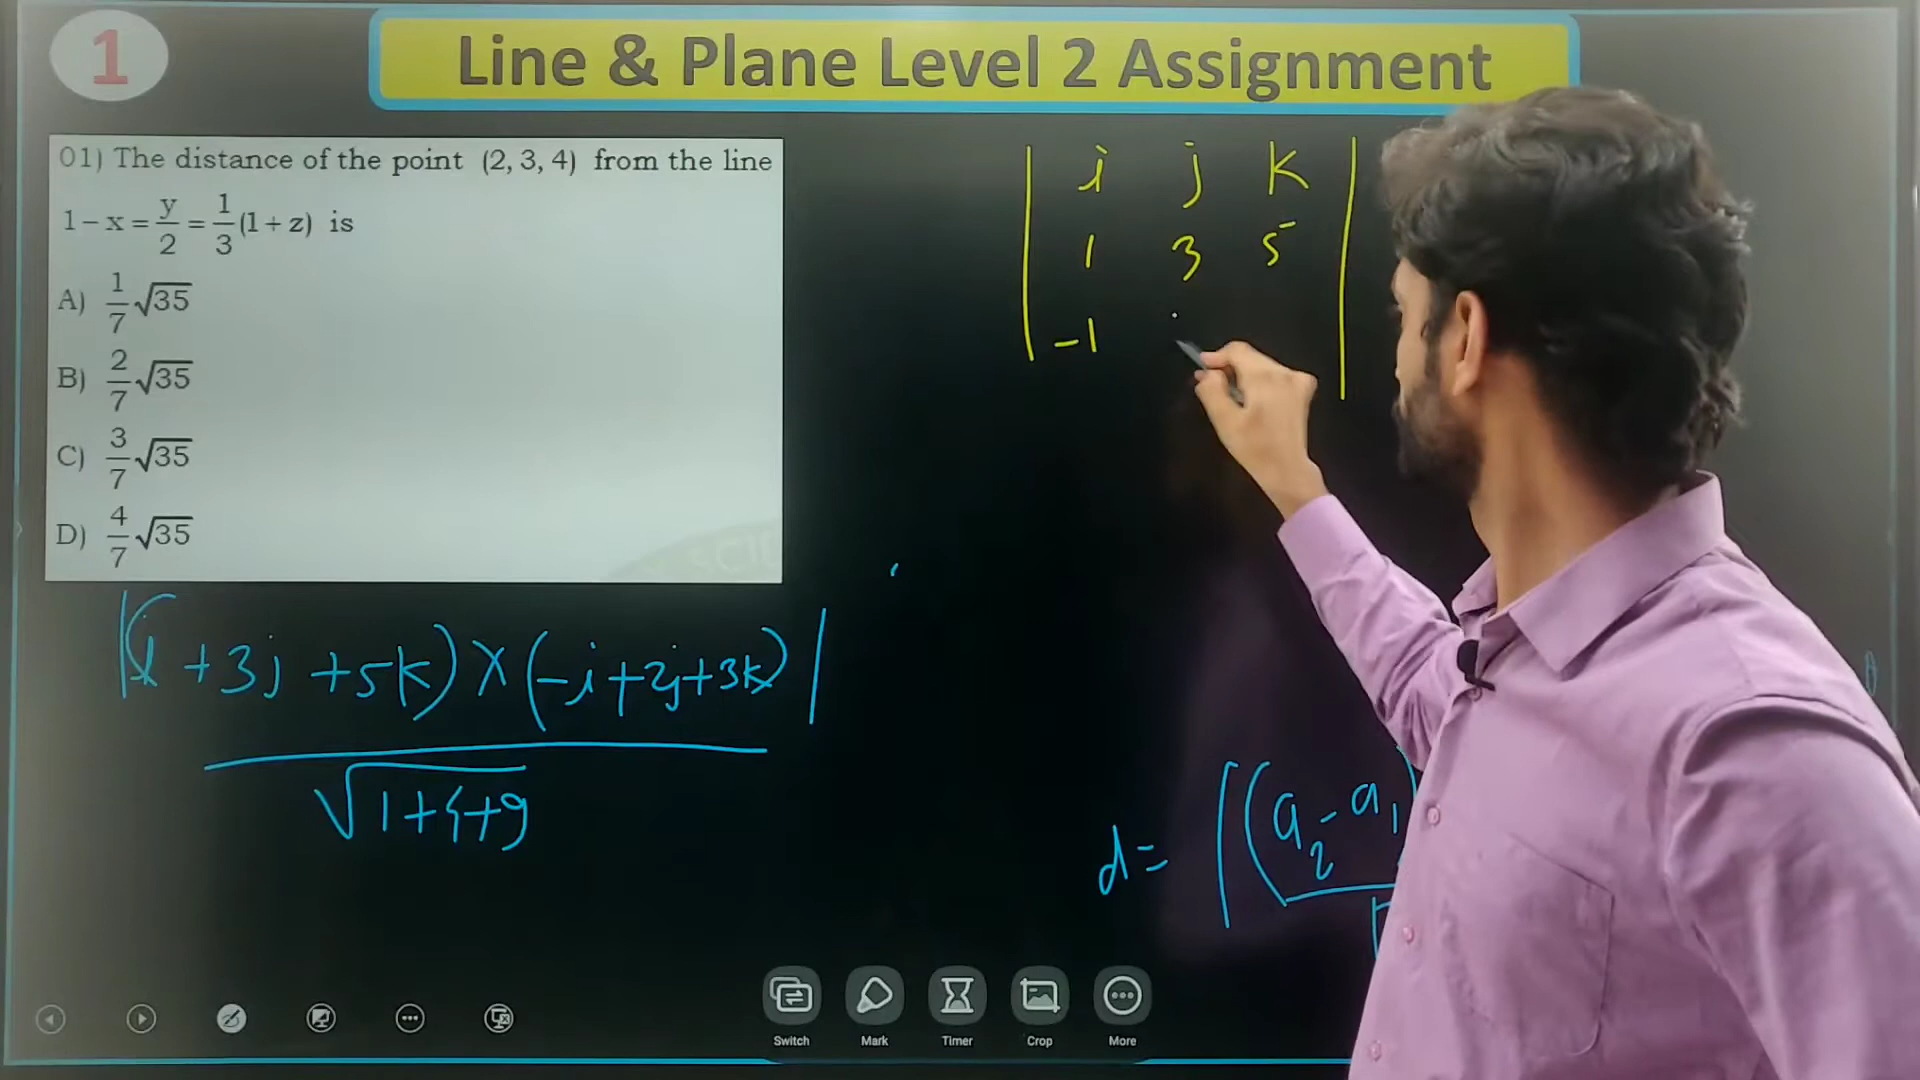 1
Line & Plane Level 2 Assignment
01) The distance of the point (2, 3, 4) from the line
1 – x = y/2 = 1/3 (1 + z) is
A) 1/7 √35
B) 2/7 √35
C) 3/7 √35
D) 4/7 √35
i j k
1 3 5
-1
|(i + 3j + 5k) × (-i + 2j + 3k)|
√1+4+9
d = |(a₂ - a₁)
Switch Mark Timer Crop More